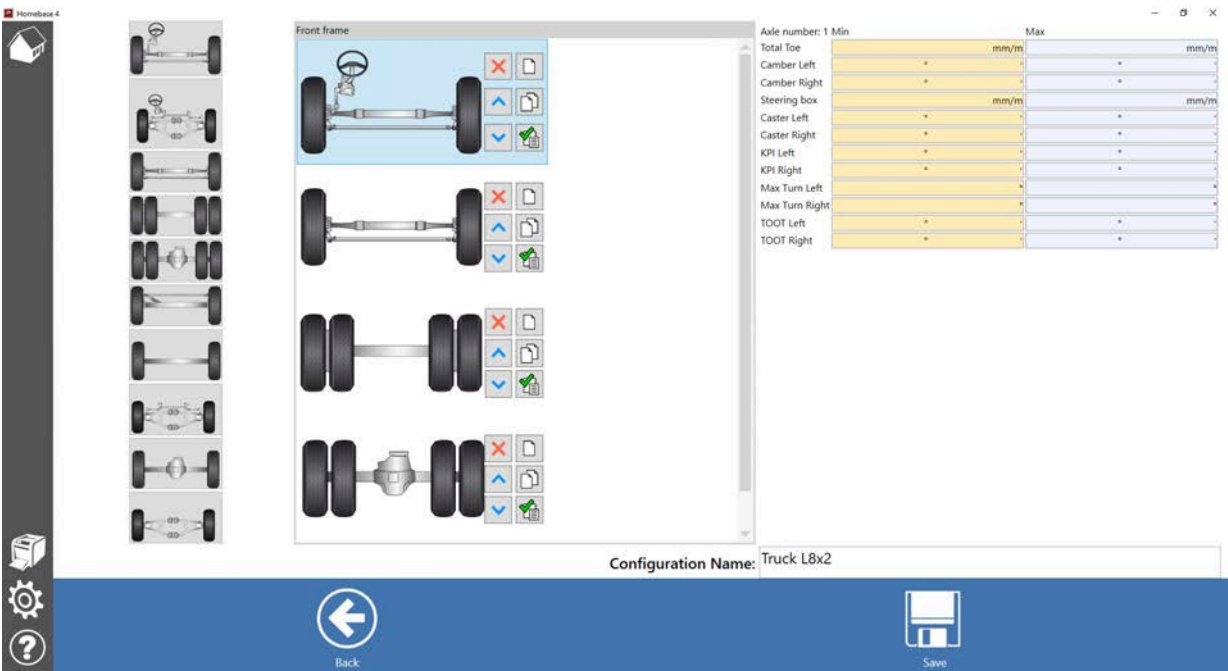 Homebase 4
Front frame
Axle number: 1 Min Max
Total Toe mm/m mm/m
Camber Left ° ' ° '
Camber Right ° ' ° '
Steering box mm/m mm/m
Caster Left ° ' ° '
Caster Right ° ' ° '
KPI Left ° ' ° '
KPI Right ° ' ° '
Max Turn Left ° °
Max Turn Right ° °
TOOT Left ° ' ° '
TOOT Right ° ' ° '
Configuration Name: Truck L8x2
?
Back
Save